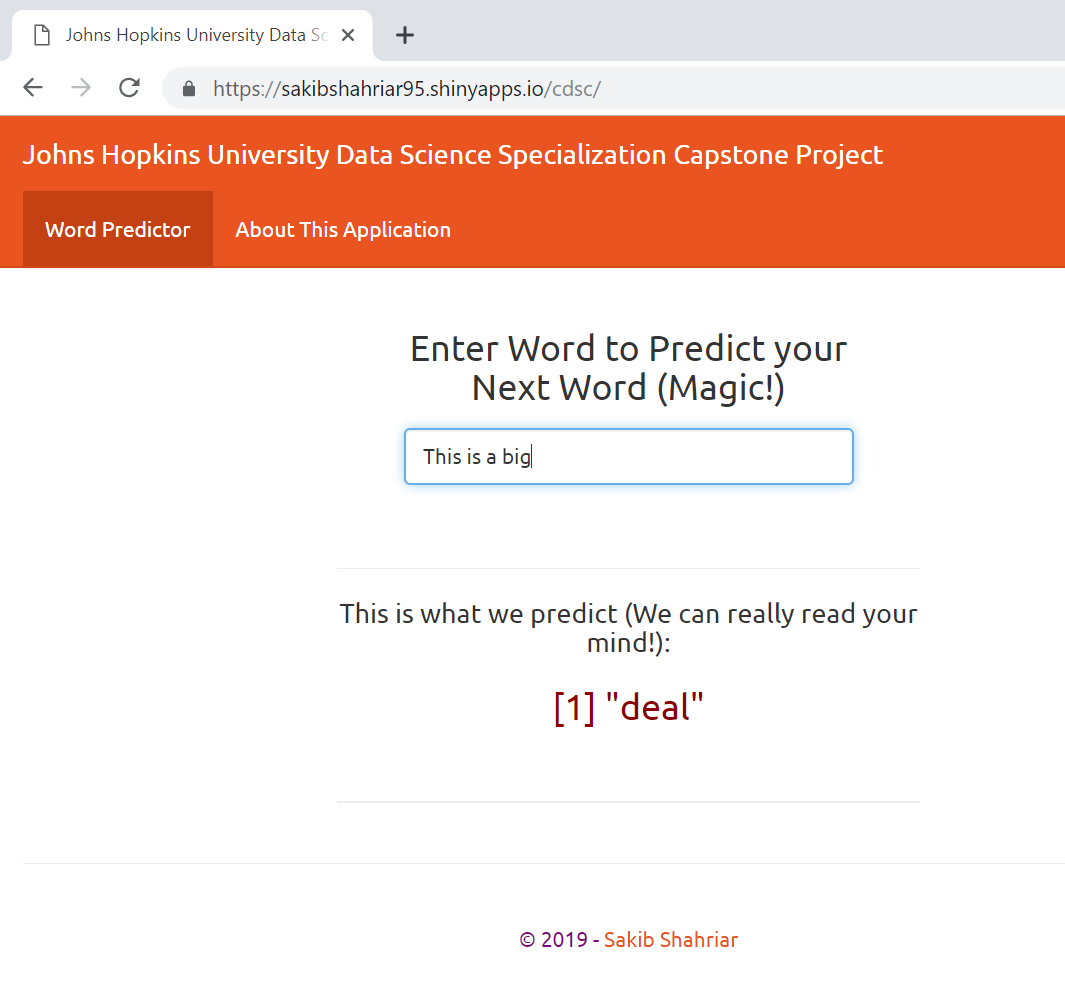 Johns Hopkins University Data Sc
https://sakibshahriar95.shinyapps.io/cdsc/
Johns Hopkins University Data Science Specialization Capstone Project
Word Predictor About This Application
Enter Word to Predict your
Next Word (Magic!)
This is a big
This is what we predict (We can really read your
mind!):
[1] "deal"
© 2019 - Sakib Shahriar